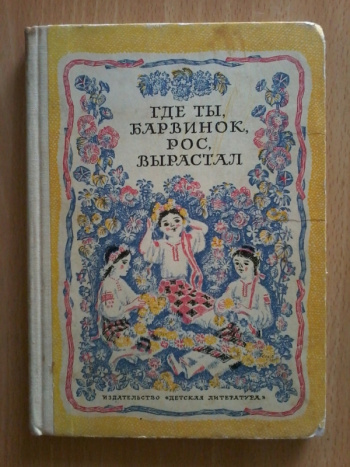 ГДЕ ТЫ,
БАРВИНОК,
РОС,
ВЫРАСТАЛ
ИЗДАТЕЛЬСТВО «ДЕТСКАЯ ЛИТЕРАТУРА»